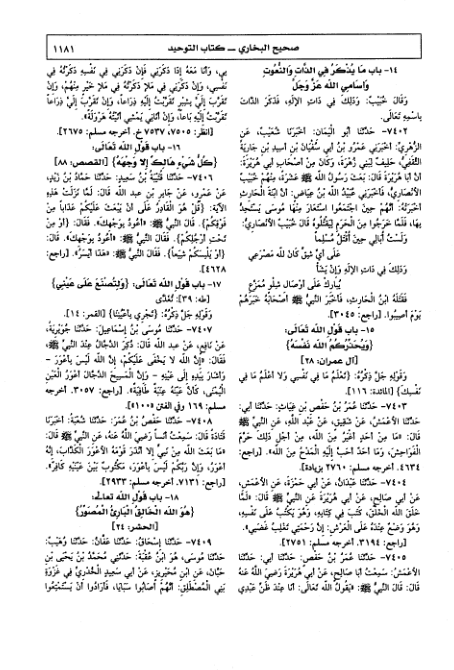 ١١٨١
صحيح البخاري – كتاب التوحيد
١٤- باب مَا يُذْكَرُ فِي الذَّاتِ وَالنُّعُوتِ
وَأَسَامِي اللهِ عَزَّ وَجَلَّ
وَقَالَ خُبَيْبٌ: وَذَلِكَ فِي ذَاتِ الإِلَهِ. فَذَكَرَ الذَّاتَ
بِاسْمِهِ تَعَالَى.
٧٤٠٢- حَدَّثَنَا أَبُو الْيَمَانِ: أَخْبَرَنَا شُعَيْبٌ، عَنِ
الزُّهْرِيِّ: أَخْبَرَنِي عَمْرُو بْنُ أَبِي سُفْيَانَ بْنِ أَسِيدِ بْنِ جَارِيَةَ
الثَّقَفِيُّ، حَلِيفٌ لِبَنِي زُهْرَةَ، وَكَانَ مِنْ أَصْحَابِ أَبِي هُرَيْرَةَ:
أَنَّ أَبَا هُرَيْرَةَ قَالَ: بَعَثَ رَسُولُ اللهِ ﷺ عَشَرَةً، مِنْهُمْ خُبَيْبٌ
الأَنْصَارِيُّ، فَأَخْبَرَنِي عُبَيْدُ اللهِ بْنُ عِيَاضٍ: أَنَّ ابْنَةَ الْحَارِثِ
أَخْبَرَتْهُ: أَنَّهُمْ حِينَ اجْتَمَعُوا اسْتَعَارَ مِنْهَا مُوسَى يَسْتَحِدُّ
بِهَا، فَلَمَّا خَرَجُوا مِنَ الْحَرَمِ لِيَقْتُلُوهُ قَالَ خُبَيْبٌ الأَنْصَارِيُّ:
وَلَسْتُ أُبَالِي حِينَ أُقْتَلُ مُسْلِماً
عَلَى أَيِّ شِقٍّ كَانَ لِلَّهِ مَصْرَعِي
وَذَلِكَ فِي ذَاتِ الإِلَهِ وَإِنْ يَشَأْ
يُبَارِكْ عَلَى أَوْصَالِ شِلْوٍ مُمَزَّعِ
فَقَتَلَهُ ابْنُ الْحَارِثِ، فَأَخْبَرَ النَّبِيُّ ﷺ أَصْحَابَهُ خَبَرَهُمْ
يَوْمَ أُصِيبُوا. [راجع: ٣٠٤٥].
١٥- باب قَوْلِ اللهِ تَعَالَى:
{وَيُحَذِّرُكُمُ اللهُ نَفْسَهُ}
[آل عمران: ٢٨]
وَقَوْلِهِ جَلَّ ذِكْرُهُ: {تَعْلَمُ مَا فِي نَفْسِي وَلَا أَعْلَمُ مَا فِي
نَفْسِكَ} [المائدة: ١١٦].
٧٤٠٣- حَدَّثَنَا عُمَرُ بْنُ حَفْصِ بْنِ غِيَاثٍ: حَدَّثَنَا أَبِي:
حَدَّثَنَا الأَعْمَشُ، عَنْ شَقِيقٍ، عَنْ عَبْدِ اللهِ، عَنِ النَّبِيِّ ﷺ
قَالَ: «مَا مِنْ أَحَدٍ أَغْيَرُ مِنَ اللهِ، مِنْ أَجْلِ ذَلِكَ حَرَّمَ
الْفَوَاحِشَ، وَمَا أَحَدٌ أَحَبَّ إِلَيْهِ الْمَدْحُ مِنَ اللهِ». [راجع:
٤٦٣٤. أخرجه مسلم: ٢٧٦٠ بزيادة].
٧٤٠٤- حَدَّثَنَا عَبْدَانُ، عَنْ أَبِي حَمْزَةَ، عَنِ الأَعْمَشِ،
عَنْ أَبِي صَالِحٍ، عَنْ أَبِي هُرَيْرَةَ عَنِ النَّبِيِّ ﷺ قَالَ: «لَمَّا
خَلَقَ اللهُ الْخَلْقَ، كَتَبَ فِي كِتَابِهِ، وَهُوَ يَكْتُبُ عَلَى نَفْسِهِ،
وَهُوَ وَضْعٌ عِنْدَهُ عَلَى الْعَرْشِ: إِنَّ رَحْمَتِي تَغْلِبُ غَضَبِي».
[راجع: ٣١٩٤. أخرجه مسلم: ٢٧٥١].
٧٤٠٥- حَدَّثَنَا عُمَرُ بْنُ حَفْصٍ: حَدَّثَنَا أَبِي: حَدَّثَنَا
الأَعْمَشُ: سَمِعْتُ أَبَا صَالِحٍ، عَنْ أَبِي هُرَيْرَةَ رَضِيَ اللهُ عَنْهُ
قَالَ: قَالَ النَّبِيُّ ﷺ: «يَقُولُ اللهُ تَعَالَى: أَنَا عِنْدَ ظَنِّ عَبْدِي
بِي، وَأَنَا مَعَهُ إِذَا ذَكَرَنِي فَإِنْ ذَكَرَنِي فِي نَفْسِهِ ذَكَرْتُهُ فِي
نَفْسِي، وَإِنْ ذَكَرَنِي فِي مَلَأٍ ذَكَرْتُهُ فِي مَلَأٍ خَيْرٍ مِنْهُمْ، وَإِنْ
تَقَرَّبَ إِلَيَّ بِشِبْرٍ تَقَرَّبْتُ إِلَيْهِ ذِرَاعاً، وَإِنْ تَقَرَّبَ إِلَيَّ ذِرَاعاً
تَقَرَّبْتُ إِلَيْهِ بَاعاً، وَإِنْ أَتَانِي يَمْشِي أَتَيْتُهُ هَرْوَلَةً».
[انظر: ٧٥٠٥، ٧٥٣٧ خ. أخرجه مسلم: ٢٦٧٥].
١٦- باب قَوْلِ اللهِ تَعَالَى:
{كُلُّ شَيْءٍ هَالِكٌ إِلا وَجْهَهُ} [القصص: ٨٨]
٧٤٠٦- حَدَّثَنَا قُتَيْبَةُ بْنُ سَعِيدٍ: حَدَّثَنَا حَمَّادُ بْنُ زَيْدٍ،
عَنْ عَمْرٍو، عَنْ جَابِرِ بْنِ عَبْدِ اللهِ قَالَ: لَمَّا نَزَلَتْ هَذِهِ
الآيَةُ: {قُلْ هُوَ الْقَادِرُ عَلَى أَنْ يَبْعَثَ عَلَيْكُمْ عَذَاباً مِنْ
فَوْقِكُمْ}. قَالَ النَّبِيُّ ﷺ: «أَعُوذُ بِوَجْهِكَ». قَالَ: {أَوْ مِنْ
تَحْتِ أَرْجُلِكُمْ}. فَقَالَ النَّبِيُّ ﷺ: «أَعُوذُ بِوَجْهِكَ». قَالَ:
{أَوْ يَلْبِسَكُمْ شِيَعاً}. فَقَالَ النَّبِيُّ ﷺ: «هَذَا أَيْسَرُ». [راجع:
٤٦٢٨].
١٧- باب قَوْلِ اللهِ تَعَالَى: {وَلِتُصْنَعَ عَلَى عَيْنِي}
[طه: ٣٩]: تُغَذَّى
وَقَوْلِهِ جَلَّ ذِكْرُهُ: {تَجْرِي بِأَعْيُنِنَا} [القمر: ١٤].
٧٤٠٧- حَدَّثَنَا مُوسَى بْنُ إِسْمَاعِيلَ: حَدَّثَنَا جُوَيْرِيَةُ،
عَنْ نَافِعٍ، عَنْ عَبْدِ اللهِ قَالَ: ذُكِرَ الدَّجَّالُ عِنْدَ النَّبِيِّ ﷺ،
فَقَالَ: «إِنَّ اللهَ لَا يَخْفَى عَلَيْكُمْ، إِنَّ اللهَ لَيْسَ بِأَعْوَرَ -
وَأَشَارَ بِيَدِهِ إِلَى عَيْنِهِ - وَإِنَّ الْمَسِيحَ الدَّجَّالَ أَعْوَرُ الْعَيْنِ
الْيُمْنَى، كَأَنَّ عَيْنَهُ عِنَبَةٌ طَافِيَةٌ». [راجع: ٣٠٥٧. أخرجه
مسلم: ١٦٩ وفي الفتن «١٠٠»].
٧٤٠٨- حَدَّثَنَا حَفْصُ بْنُ عُمَرَ: حَدَّثَنَا شُعْبَةُ: أَخْبَرَنَا
قَتَادَةُ قَالَ: سَمِعْتُ أَنَساً رَضِيَ اللهُ عَنْهُ، عَنِ النَّبِيِّ ﷺ قَالَ:
«مَا بَعَثَ اللهُ مِنْ نَبِيٍّ إِلا أَنْذَرَ قَوْمَهُ الأَعْوَرَ الْكَذَّابَ، إِنَّهُ
أَعْوَرُ، وَإِنَّ رَبَّكُمْ لَيْسَ بِأَعْوَرَ، مَكْتُوبٌ بَيْنَ عَيْنَيْهِ كَافِرٌ».
[راجع: ٧١٣١. أخرجه مسلم: ٢٩٣٣].
١٨- باب قَوْلِ اللهِ تَعَالَى:
{هُوَ اللهُ الْخَالِقُ الْبَارِئُ الْمُصَوِّرُ}
[الحشر: ٢٤]
٧٤٠٩- حَدَّثَنَا إِسْحَاقُ: حَدَّثَنَا عَفَّانُ: حَدَّثَنَا وُهَيْبٌ:
حَدَّثَنَا مُوسَى، هُوَ ابْنُ عُقْبَةَ: حَدَّثَنِي مُحَمَّدُ بْنُ يَحْيَى بْنِ
حَبَّانَ، عَنِ ابْنِ مُحَيْرِيزٍ، عَنْ أَبِي سَعِيدٍ الْخُدْرِيِّ فِي غَزْوَةِ
بَنِي الْمُصْطَلِقِ: أَنَّهُمْ أَصَابُوا سَبَايَا، فَأَرَادُوا أَنْ يَسْتَمْتِعُوا